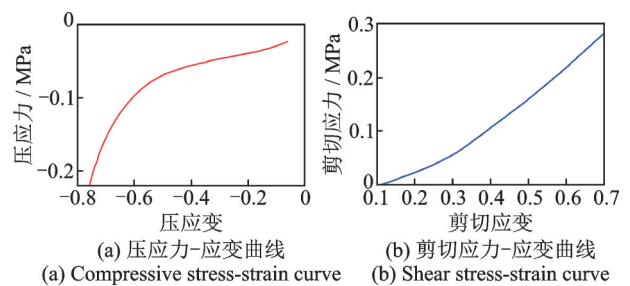 0
−0.1
−0.2
压应力 / MPa
−0.8 −0.6 −0.4 −0.2 0
压应变
(a) 压应力-应变曲线
(a) Compressive stress-strain curve
0.3
0.2
0.1
0
剪切应力 / MPa
0.1 0.2 0.3 0.4 0.5 0.6 0.7
剪切应变
(b) 剪切应力-应变曲线
(b) Shear stress-strain curve